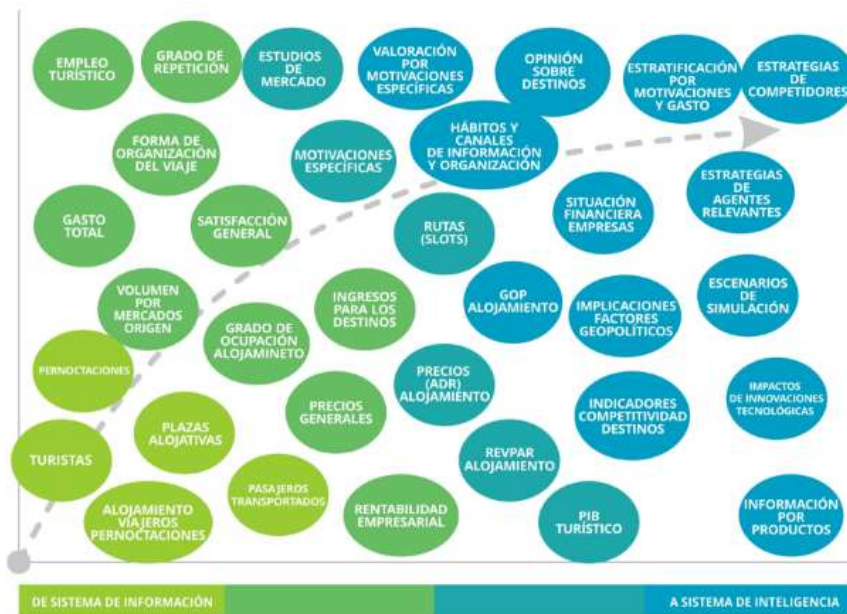 EMPLEO
TURÍSTICO
GRADO DE
REPETICIÓN
ESTUDIOS
DE
MERCADO
VALORACIÓN
POR
MOTIVACIONES
ESPECÍFICAS
OPINIÓN
SOBRE
DESTINOS
ESTRATIFICACIÓN
POR
MOTIVACIONES
Y GASTO
ESTRATEGIAS
DE
COMPETIDORES
FORMA DE
ORGANIZACIÓN
DEL VIAJE
MOTIVACIONES
ESPECÍFICAS
HÁBITOS Y
CANALES
DE INFORMACIÓN
Y ORGANIZACIÓN
ESTRATEGIAS
DE
AGENTES
RELEVANTES
GASTO
TOTAL
SATISFACCIÓN
GENERAL
RUTAS
(SLOTS)
SITUACIÓN
FINANCIERA
EMPRESAS
VOLUMEN
POR
MERCADOS
ORIGEN
INGRESOS
PARA LOS
DESTINOS
GOP
ALOJAMIENTO
IMPLICACIONES
FACTORES
GEOPOLÍTICOS
ESCENARIOS
DE
SIMULACIÓN
GRADO DE
OCUPACIÓN
ALOJAMINETO
PERNOCTACIONES
PRECIOS
(ADR)
ALOJAMIENTO
PRECIOS
GENERALES
INDICADORES
COMPETITIVIDAD
DESTINOS
IMPACTOS
DE INNOVACIONES
TECNOLÓGICAS
PLAZAS
ALOJATIVAS
TURISTAS
REVPAR
ALOJAMIENTO
PASAJEROS
TRANSPORTADOS
ALOJAMIENTO
VIAJEROS
PERNOCTACIONES
RENTABILIDAD
EMPRESARIAL
PIB
TURÍSTICO
INFORMACIÓN
POR
PRODUCTOS
DE SISTEMA DE INFORMACIÓN
A SISTEMA DE INTELIGENCIA